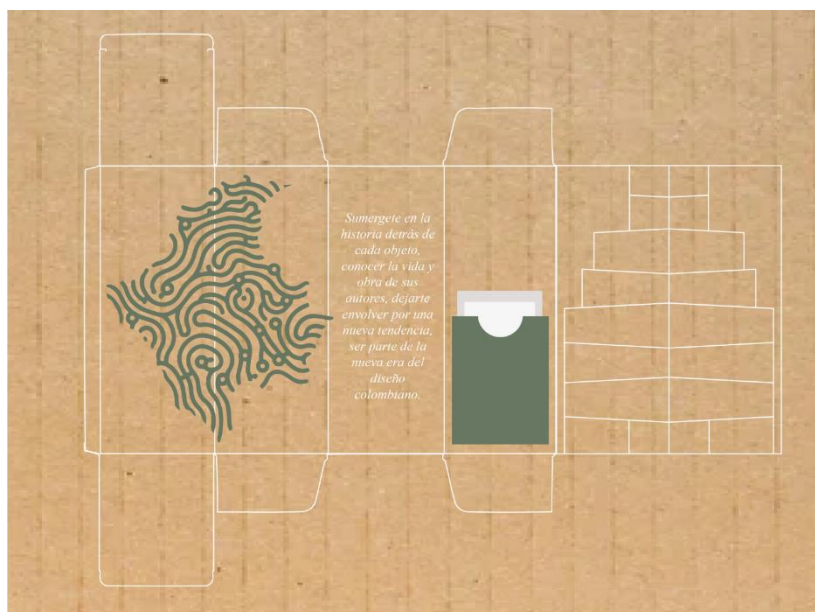 Sumergete en la
historia detrás de
cada objeto,
conocer la vida y
obra de sus
autores, dejarte
envolver por una
nueva tendencia,
ser parte de la
nueva era del
diseño
colombiano.